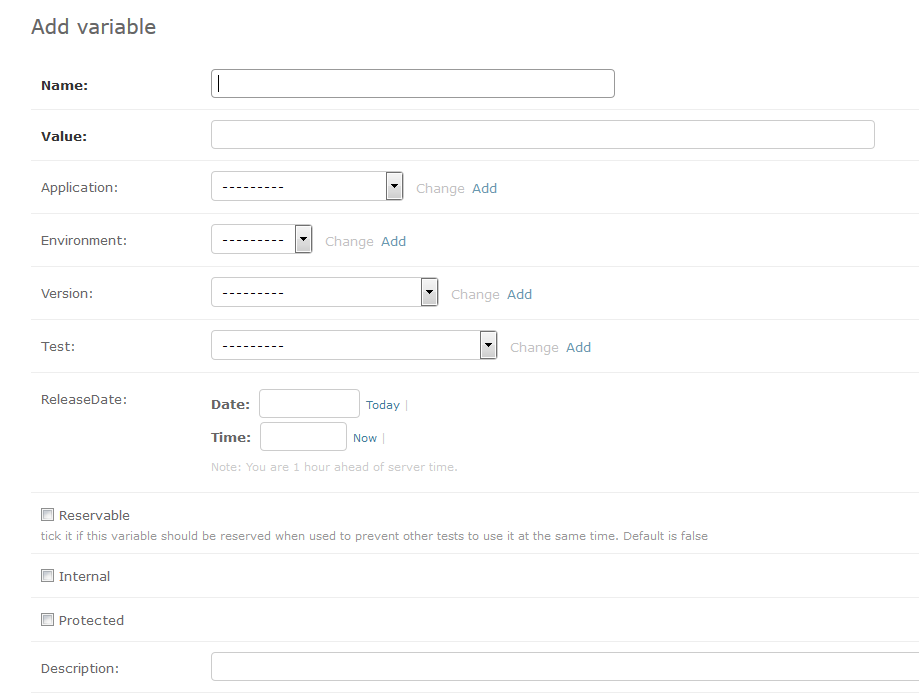 Add variable
Name:
Value:
Application: --------- Change Add
Environment: --------- Change Add
Version: --------- Change Add
Test: --------- Change Add
ReleaseDate: Date: Today |
Time: Now |
Note: You are 1 hour ahead of server time.
Reservable
tick it if this variable should be reserved when used to prevent other tests to use it at the same time. Default is false
Internal
Protected
Description: